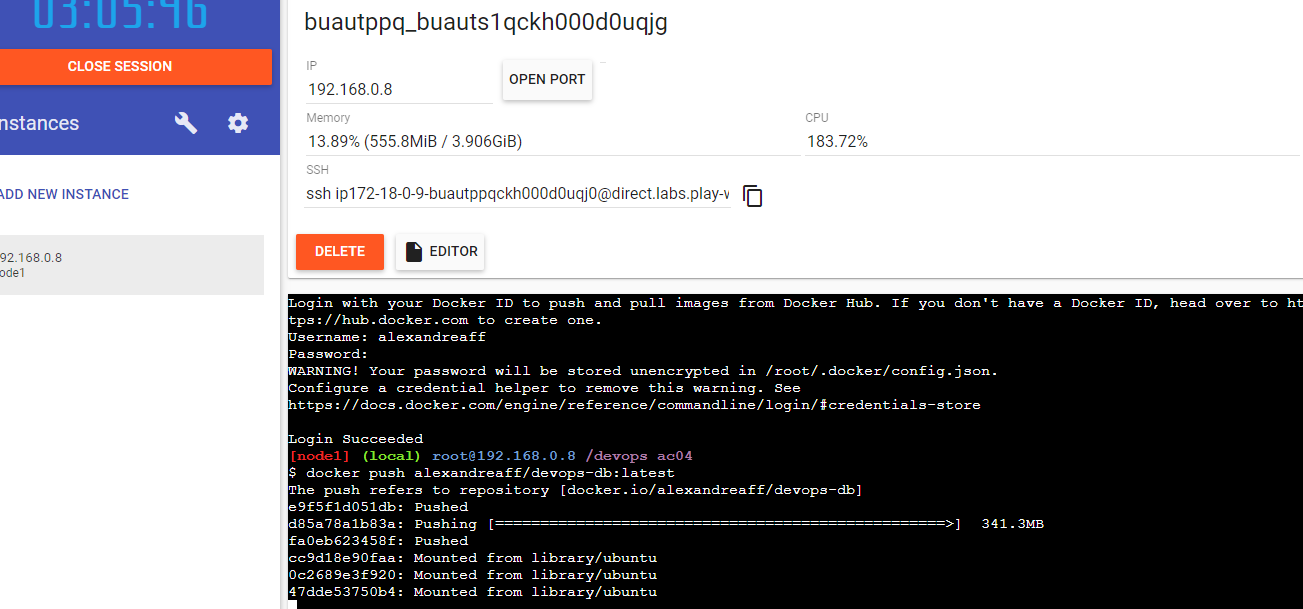 03:05:46
CLOSE SESSION
nstances
ADD NEW INSTANCE
92.168.0.8
ode1
buautppq_buauts1qckh000d0uqjg
IP
192.168.0.8
OPEN PORT
Memory
13.89% (555.8MiB / 3.906GiB)
CPU
183.72%
SSH
ssh ip172-18-0-9-buautppqckh000d0uqj0@direct.labs.play-w
DELETE
EDITOR
Login with your Docker ID to push and pull images from Docker Hub. If you don't have a Docker ID, head over to ht
tps://hub.docker.com to create one.
Username: alexandreaff
Password:
WARNING! Your password will be stored unencrypted in /root/.docker/config.json.
Configure a credential helper to remove this warning. See
https://docs.docker.com/engine/reference/commandline/login/#credentials-store
Login Succeeded
[node1] (local) root@192.168.0.8 /devops ac04
$ docker push alexandreaff/devops-db:latest
The push refers to repository [docker.io/alexandreaff/devops-db]
e9f5f1d051db: Pushed
d85a78a1b83a: Pushing [==================================================>]  341.3MB
fa0eb623458f: Pushed
cc9d18e90faa: Mounted from library/ubuntu
0c2689e3f920: Mounted from library/ubuntu
47dde53750b4: Mounted from library/ubuntu